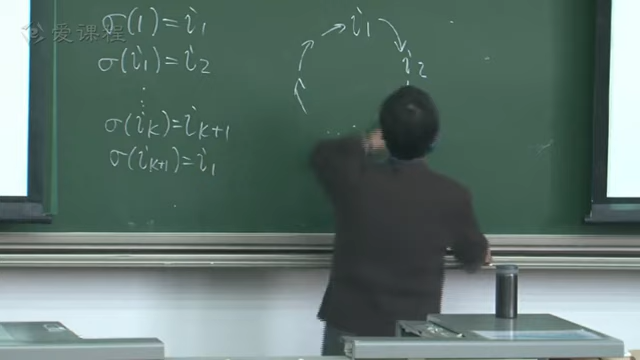 爱课程
σ(1)=i₁
σ(i₁)=i₂
⋮
σ(iₖ)=iₖ₊₁
σ(iₖ₊₁)=i₁
i₁
i₂